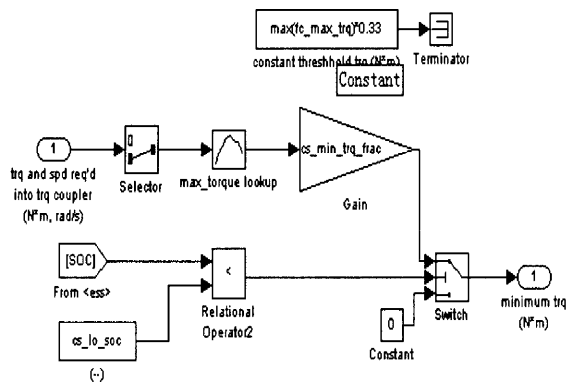 max(fc_max_trq)*0.33
constant threshhold trq (N*m)
Terminator
Constant
1
trq and spd req'd
into trq coupler
(N*m, rad/s)
Selector
max_torque lookup
cs_min_trq_frac
Gain
[SOC]
From <ess>
<
Relational
Operator2
cs_lo_soc
(--)
0
Constant
Switch
1
minimum trq
(N*m)